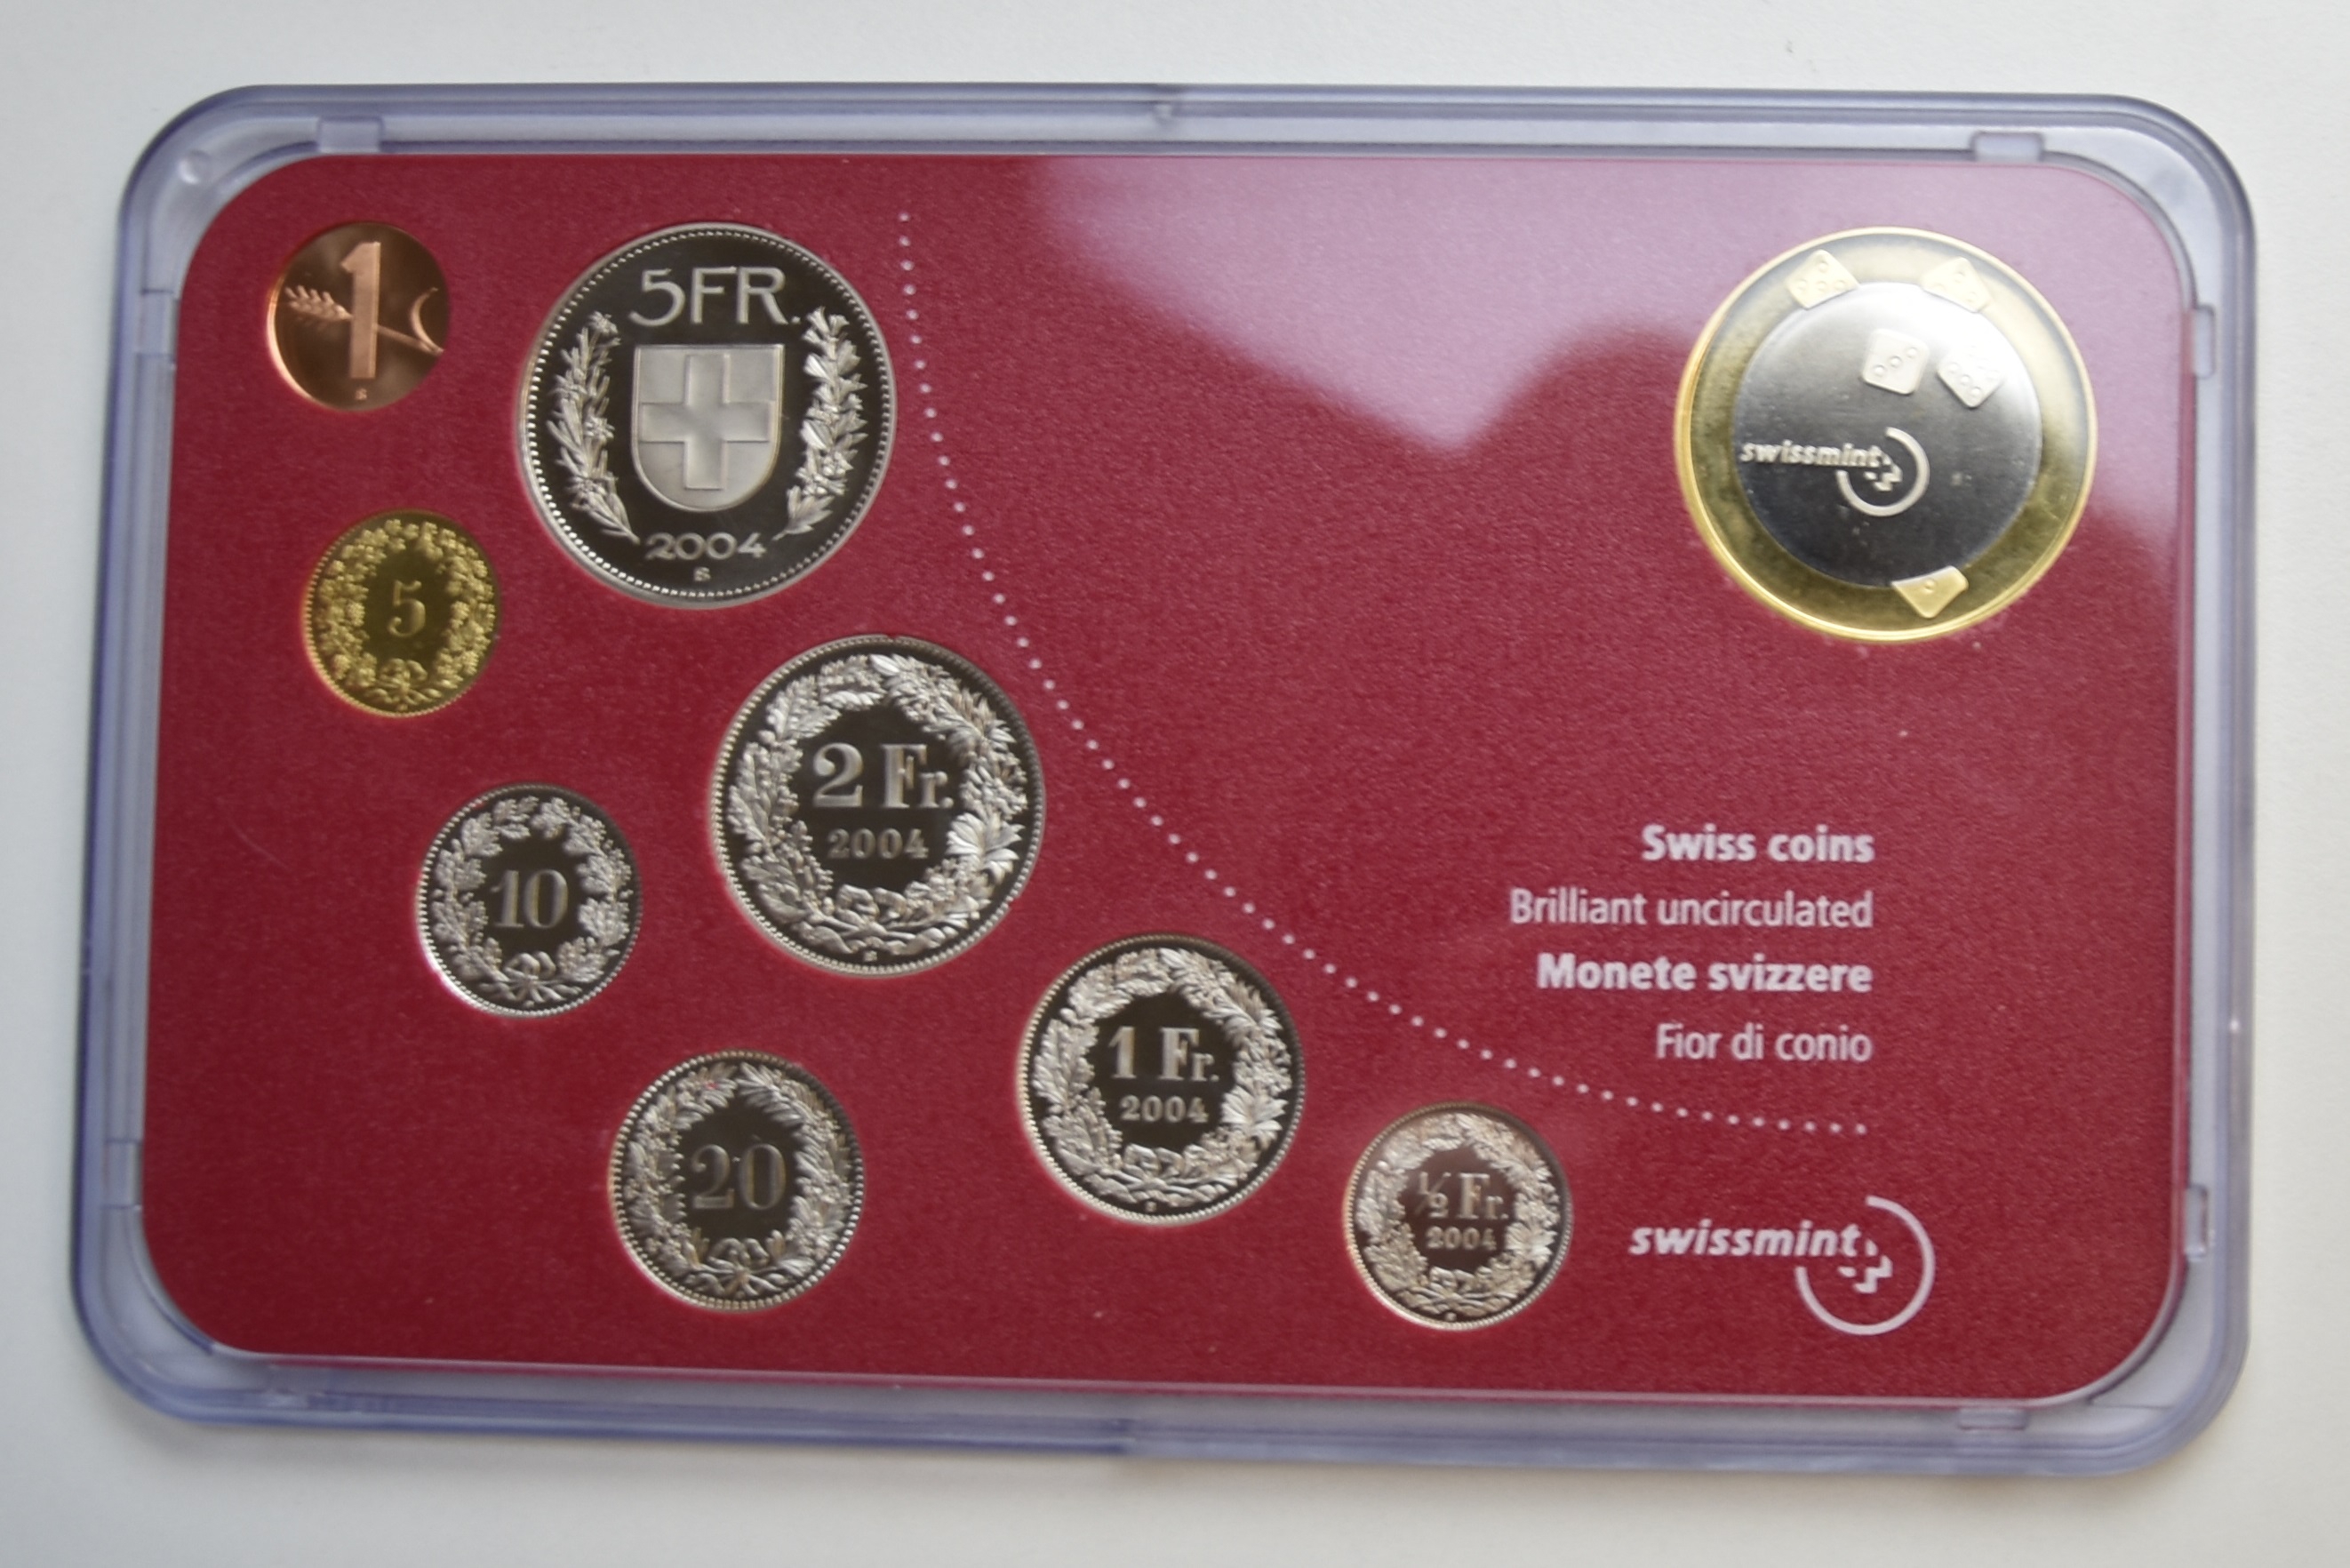 1
S
5FR.
2004
S
5
swissmint
2 Fr.
2004
S
10
1 Fr.
2004
20
½ Fr.
2004
Swiss coins
Brilliant uncirculated
Monete svizzere
Fior di conio
swissmint